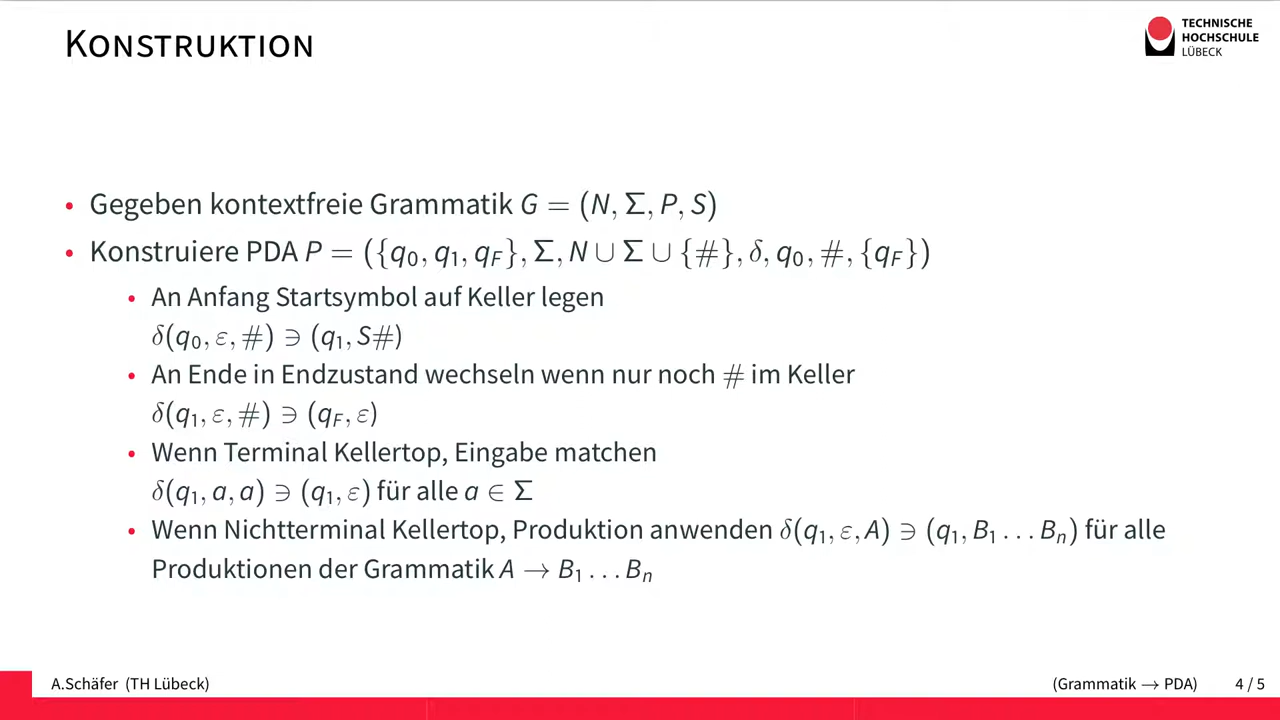 KONSTRUKTION
TECHNISCHE
HOCHSCHULE
LÜBECK
• Gegeben kontextfreie Grammatik G = (N, Σ, P, S)
• Konstruiere PDA P = ({q₀, q₁, q_F}, Σ, N ∪ Σ ∪ {#}, δ, q₀, #, {q_F})
• An Anfang Startsymbol auf Keller legen
δ(q₀, ε, #) ∋ (q₁, S#)
• An Ende in Endzustand wechseln wenn nur noch # im Keller
δ(q₁, ε, #) ∋ (q_F, ε)
• Wenn Terminal Kellertop, Eingabe matchen
δ(q₁, a, a) ∋ (q₁, ε) für alle a ∈ Σ
• Wenn Nichtterminal Kellertop, Produktion anwenden δ(q₁, ε, A) ∋ (q₁, B₁ . . . Bₙ) für alle
Produktionen der Grammatik A → B₁ . . . Bₙ
A.Schäfer (TH Lübeck)
(Grammatik → PDA)
4 / 5